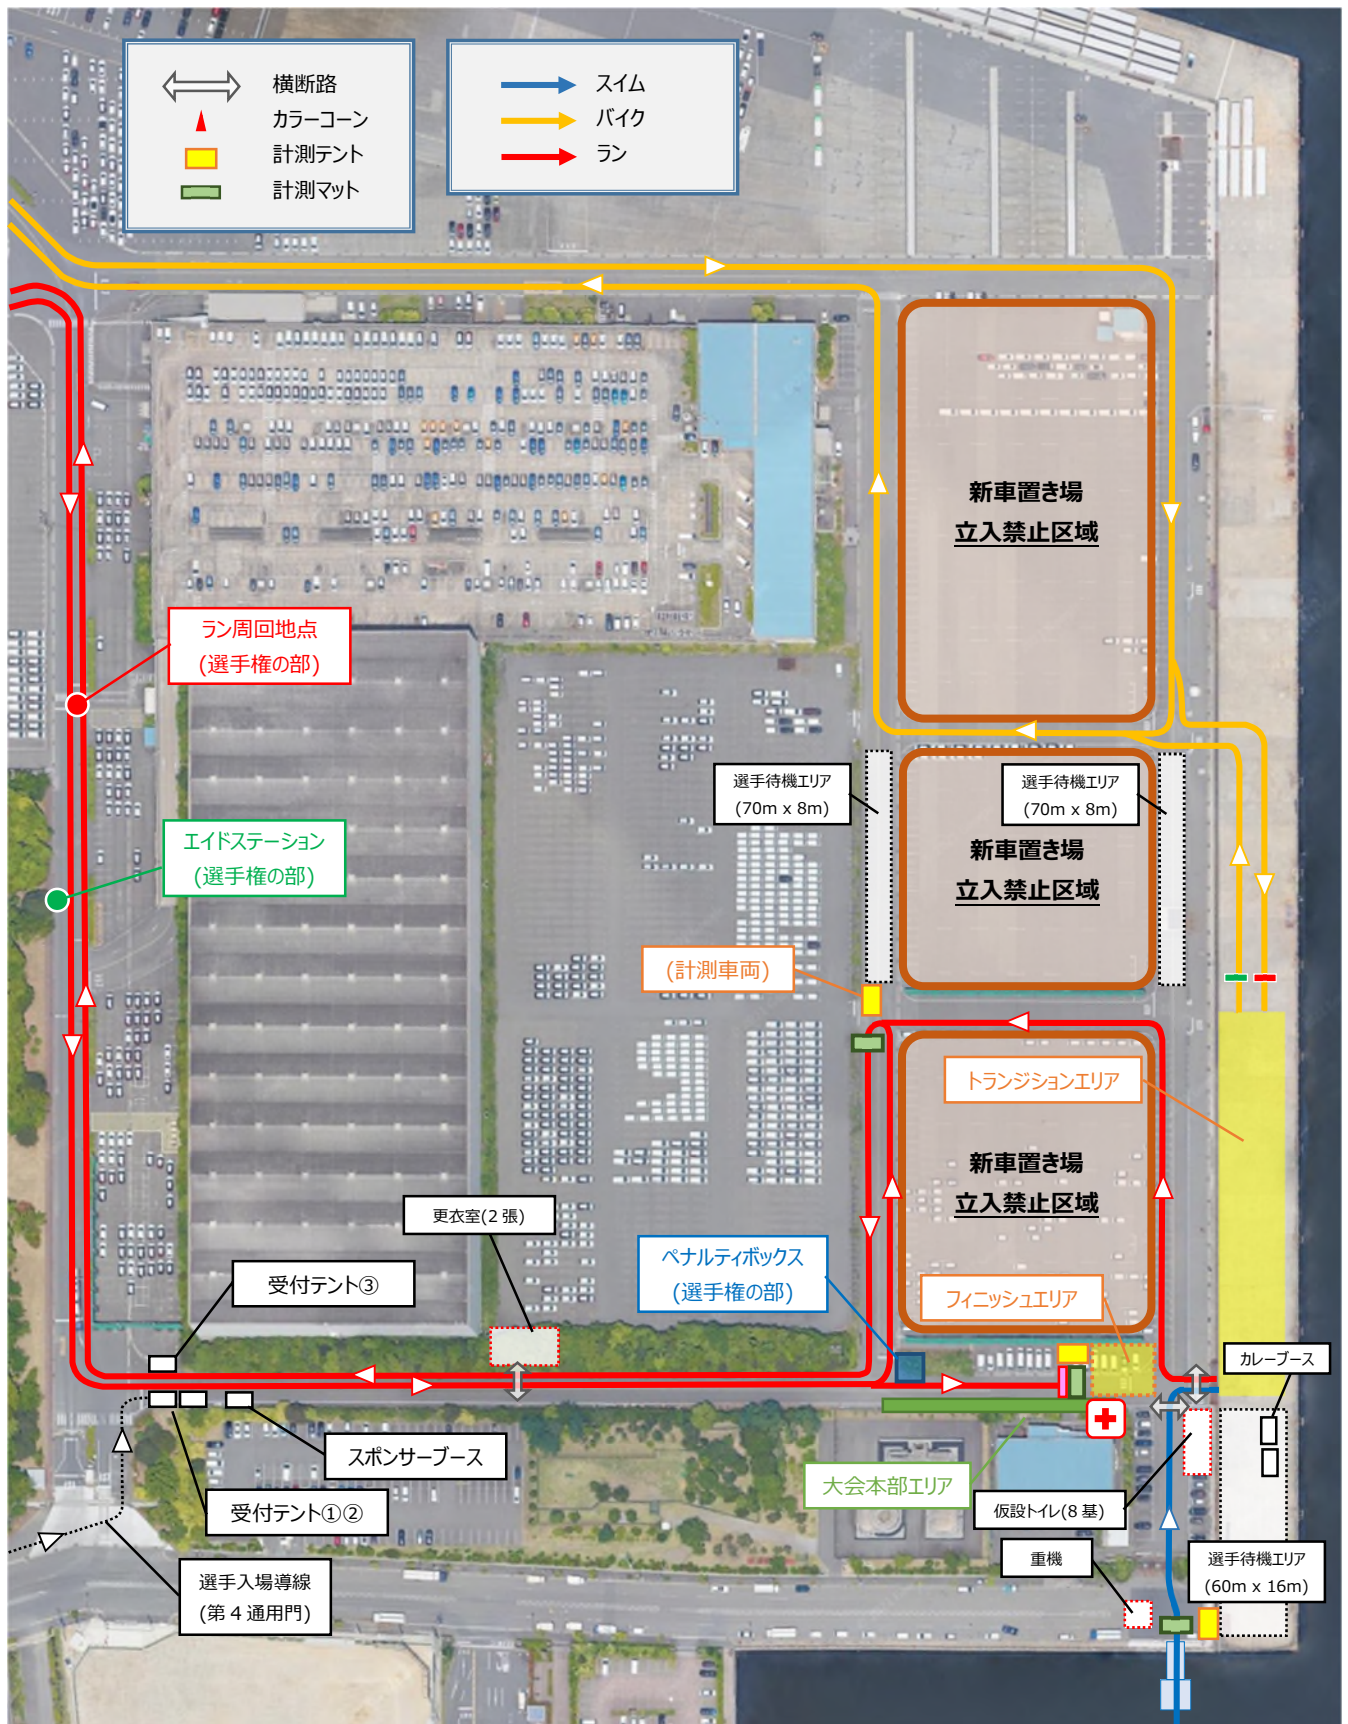 横断路
カラーコーン
計測テント
計測マット
スイム
バイク
ラン
新車置き場
立入禁止区域
ラン周回地点
(選手権の部)
選手待機エリア
(70m x 8m)
選手待機エリア
(70m x 8m)
エイドステーション
(選手権の部)
新車置き場
立入禁止区域
(計測車両)
トランジションエリア
新車置き場
立入禁止区域
更衣室(2張)
ペナルティボックス
(選手権の部)
受付テント③
フィニッシュエリア
カレーブース
スポンサーブース
大会本部エリア
受付テント①②
仮設トイレ(8基)
重機
選手待機エリア
(60m x 16m)
選手入場導線
(第4通用門)